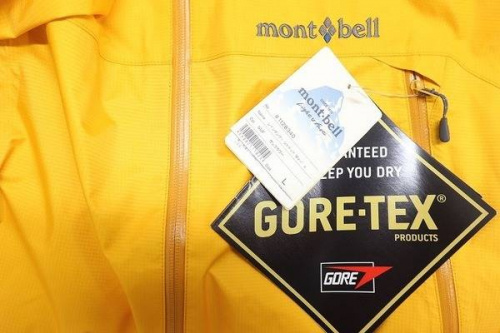 mont·bell
mont-bell
L
ANTEED
EEP YOU DRY
GORE-TEX®
PRODUCTS
GORE